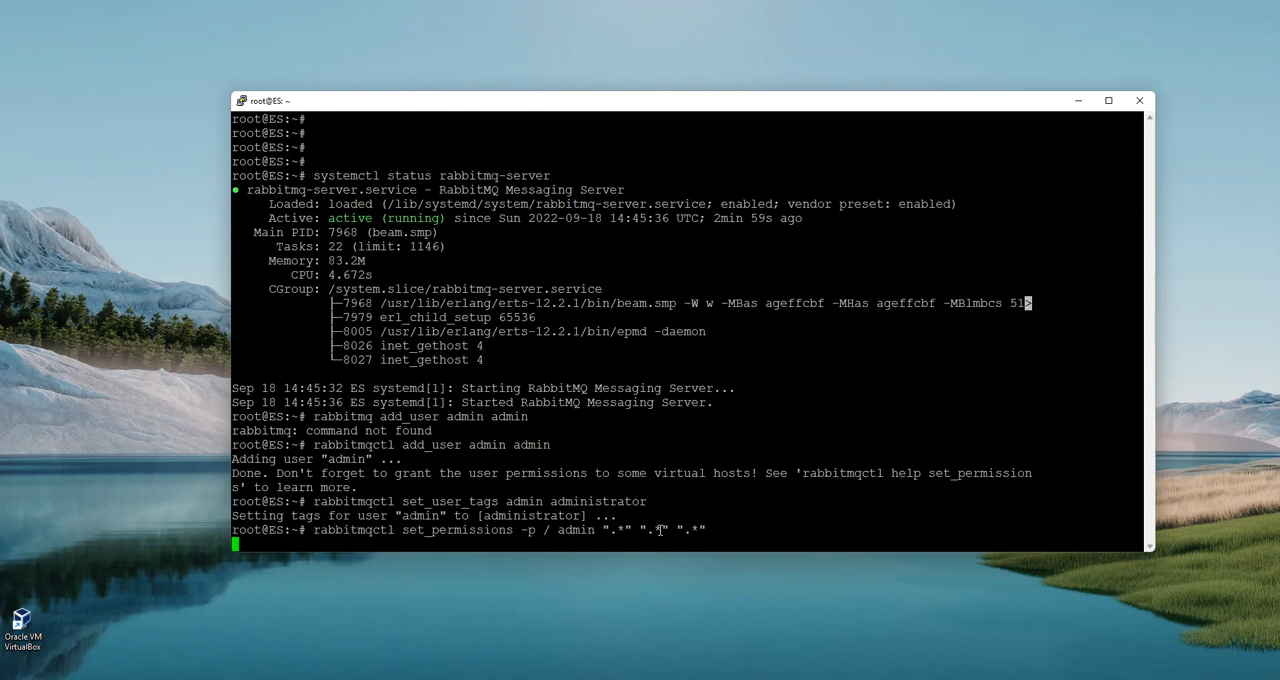 root@ES: ~
root@ES:~#
root@ES:~#
root@ES:~#
root@ES:~#
root@ES:~# systemctl status rabbitmq-server
● rabbitmq-server.service - RabbitMQ Messaging Server
Loaded: loaded (/lib/systemd/system/rabbitmq-server.service; enabled; vendor preset: enabled)
Active: active (running) since Sun 2022-09-18 14:45:36 UTC; 2min 59s ago
Main PID: 7968 (beam.smp)
Tasks: 22 (limit: 1146)
Memory: 83.2M
CPU: 4.672s
CGroup: /system.slice/rabbitmq-server.service
├─7968 /usr/lib/erlang/erts-12.2.1/bin/beam.smp -W w -MBas ageffcbf -MHas ageffcbf -MBlmbcs 51>
├─7979 erl_child_setup 65536
├─8005 /usr/lib/erlang/erts-12.2.1/bin/epmd -daemon
├─8026 inet_gethost 4
└─8027 inet_gethost 4
Sep 18 14:45:32 ES systemd[1]: Starting RabbitMQ Messaging Server...
Sep 18 14:45:36 ES systemd[1]: Started RabbitMQ Messaging Server.
root@ES:~# rabbitmq add_user admin admin
rabbitmq: command not found
root@ES:~# rabbitmqctl add_user admin admin
Adding user "admin" ...
Done. Don't forget to grant the user permissions to some virtual hosts! See 'rabbitmqctl help set_permission
s' to learn more.
root@ES:~# rabbitmqctl set_user_tags admin administrator
Setting tags for user "admin" to [administrator] ...
root@ES:~# rabbitmqctl set_permissions -p / admin ".*" ".*" ".*"
Oracle VM
VirtualBox